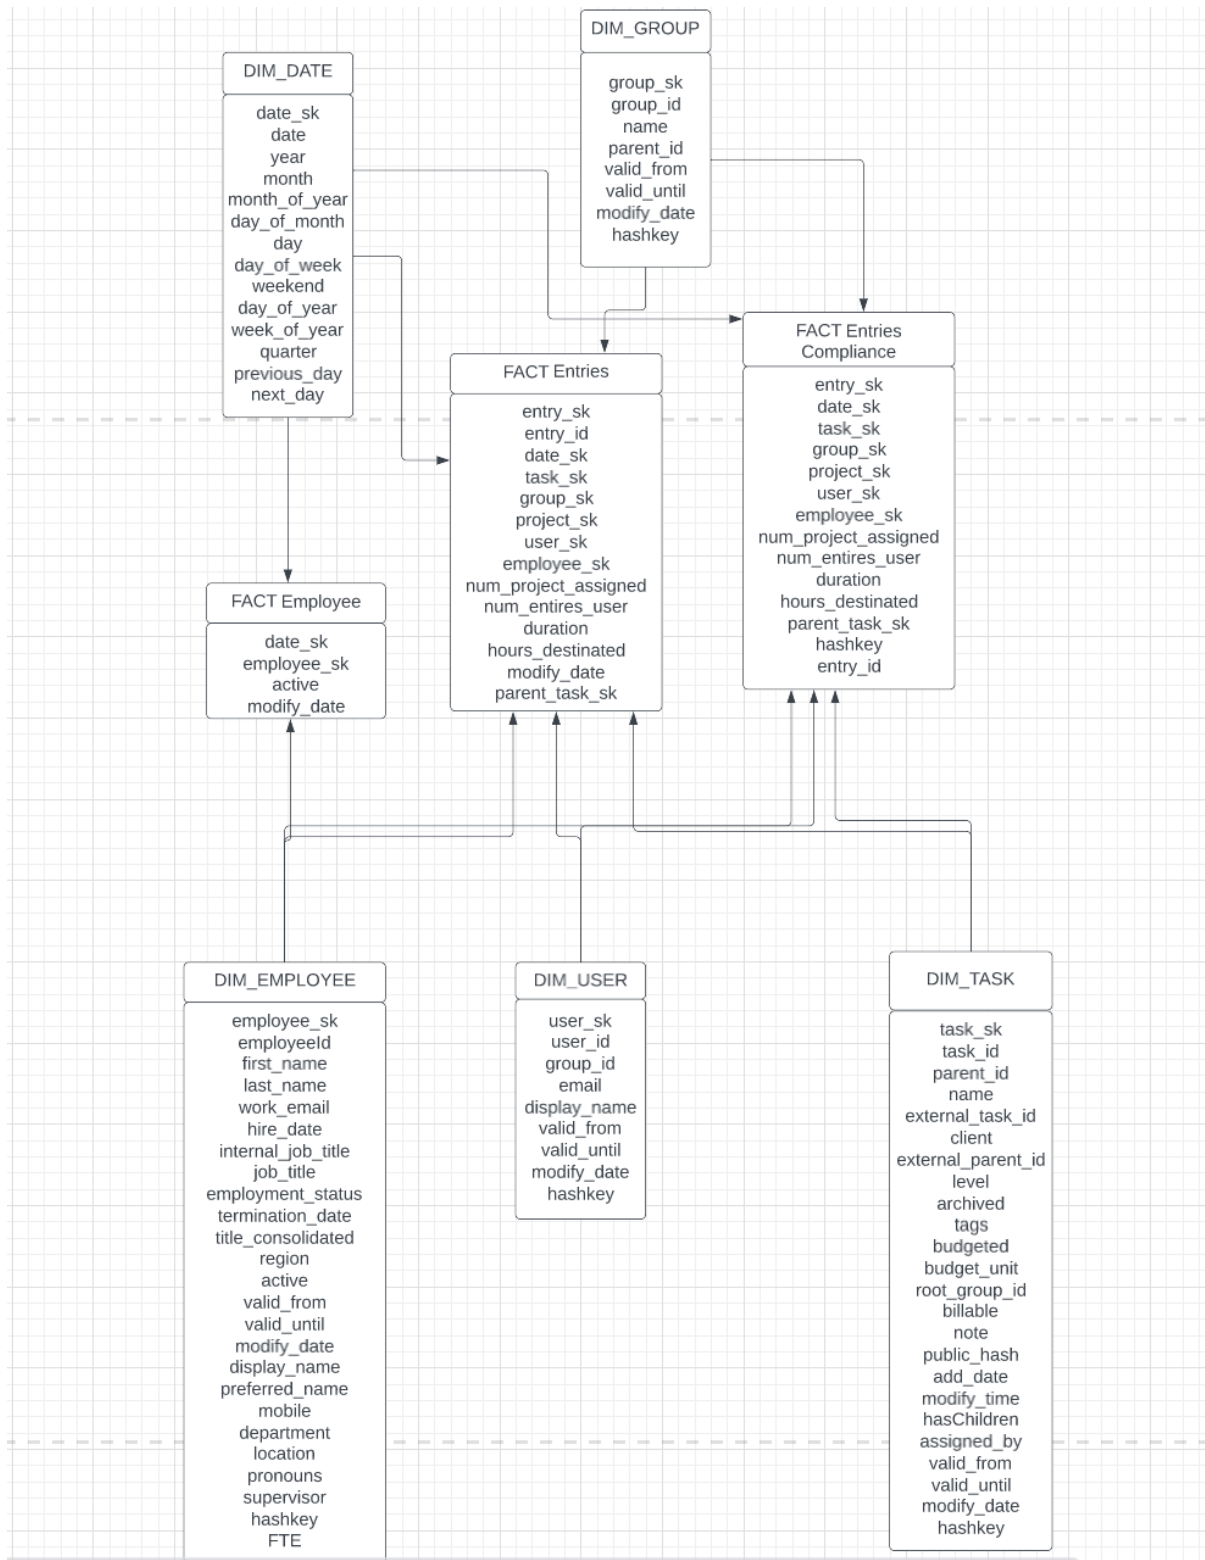 DIM_GROUP
group_sk
group_id
name
parent_id
valid_from
valid_until
modify_date
hashkey
DIM_DATE
date_sk
date
year
month
month_of_year
day_of_month
day
day_of_week
weekend
day_of_year
week_of_year
quarter
previous_day
next_day
FACT Entries
Compliance
entry_sk
date_sk
task_sk
group_sk
project_sk
user_sk
employee_sk
num_project_assigned
num_entires_user
duration
hours_destinated
parent_task_sk
hashkey
entry_id
FACT Entries
entry_sk
entry_id
date_sk
task_sk
group_sk
project_sk
user_sk
employee_sk
num_project_assigned
num_entires_user
duration
hours_destinated
modify_date
parent_task_sk
FACT Employee
date_sk
employee_sk
active
modify_date
DIM_EMPLOYEE
employee_sk
employeeId
first_name
last_name
work_email
hire_date
internal_job_title
job_title
employment_status
termination_date
title_consolidated
region
active
valid_from
valid_until
modify_date
display_name
preferred_name
mobile
department
location
pronouns
supervisor
hashkey
FTE
DIM_USER
user_sk
user_id
group_id
email
display_name
valid_from
valid_until
modify_date
hashkey
DIM_TASK
task_sk
task_id
parent_id
name
external_task_id
client
external_parent_id
level
archived
tags
budgeted
budget_unit
root_group_id
billable
note
public_hash
add_date
modify_time
hasChildren
assigned_by
valid_from
valid_until
modify_date
hashkey